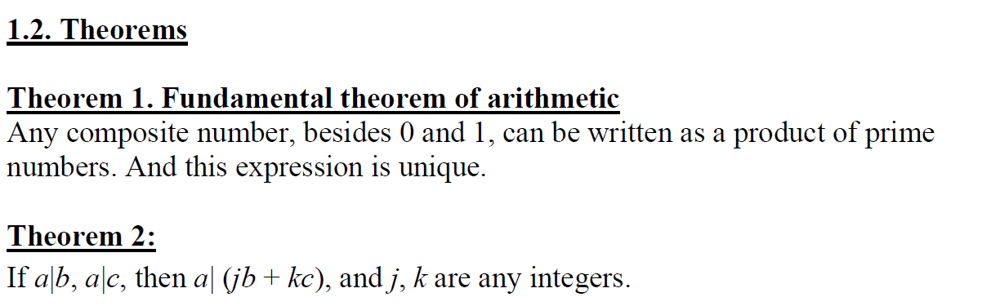 1.2. Theorems
Theorem 1. Fundamental theorem of arithmetic
Any composite number, besides 0 and 1, can be written as a product of prime
numbers. And this expression is unique.
Theorem 2:
If a|b, a|c, then a| (jb + kc), and j, k are any integers.